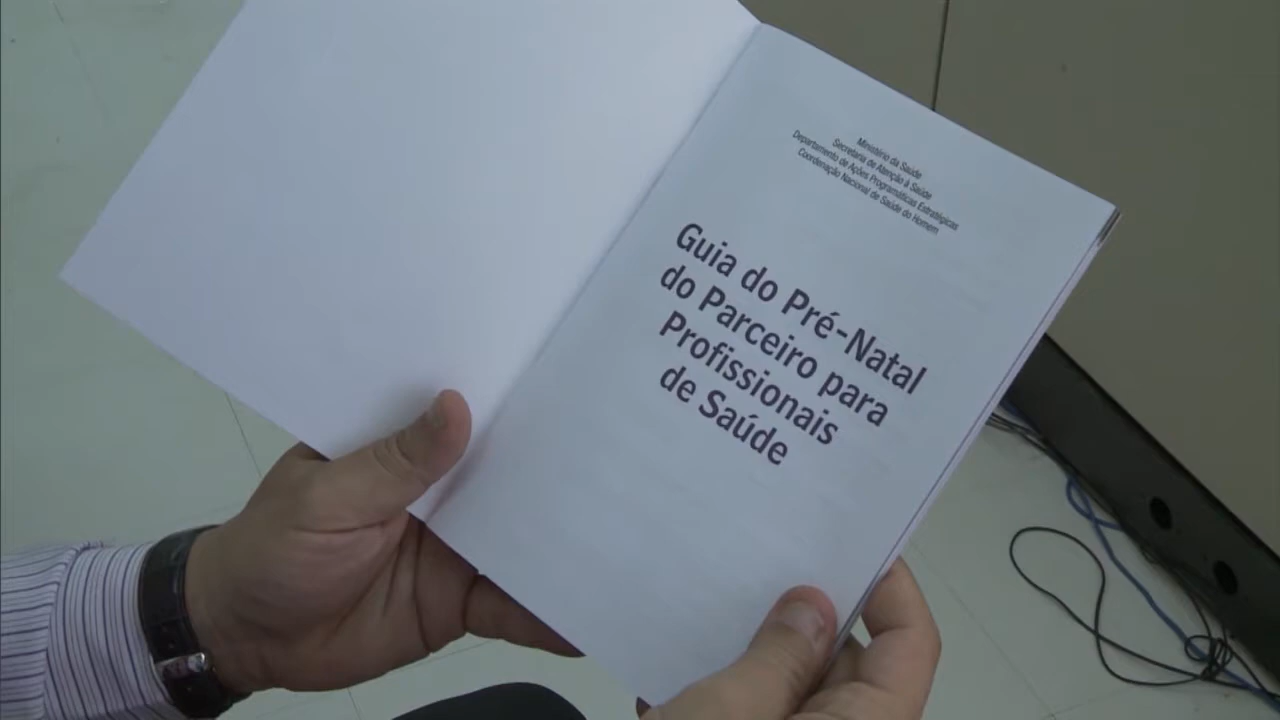 Ministério da Saúde
Secretaria de Atenção à Saúde
Departamento de Ações Programáticas Estratégicas
Coordenação Nacional de Saúde do Homem
Guia do Pré-Natal
do Parceiro para
Profissionais
de Saúde